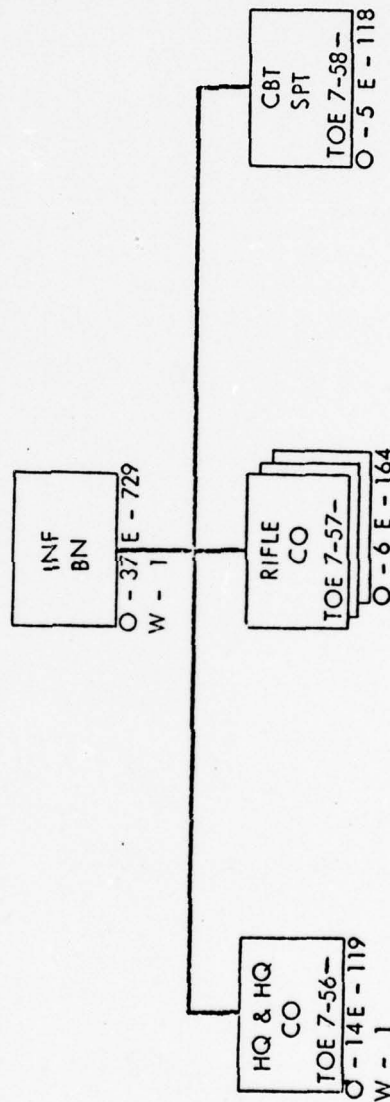 INF
BN
O - 37 E - 729
W - 1
HQ & HQ
CO
TOE 7-56-
O - 14 E - 119
W - 1
RIFLE
CO
TOE 7-57-
O - 6 E - 164
CBT
SPT
TOE 7-58-
O - 5 E - 118